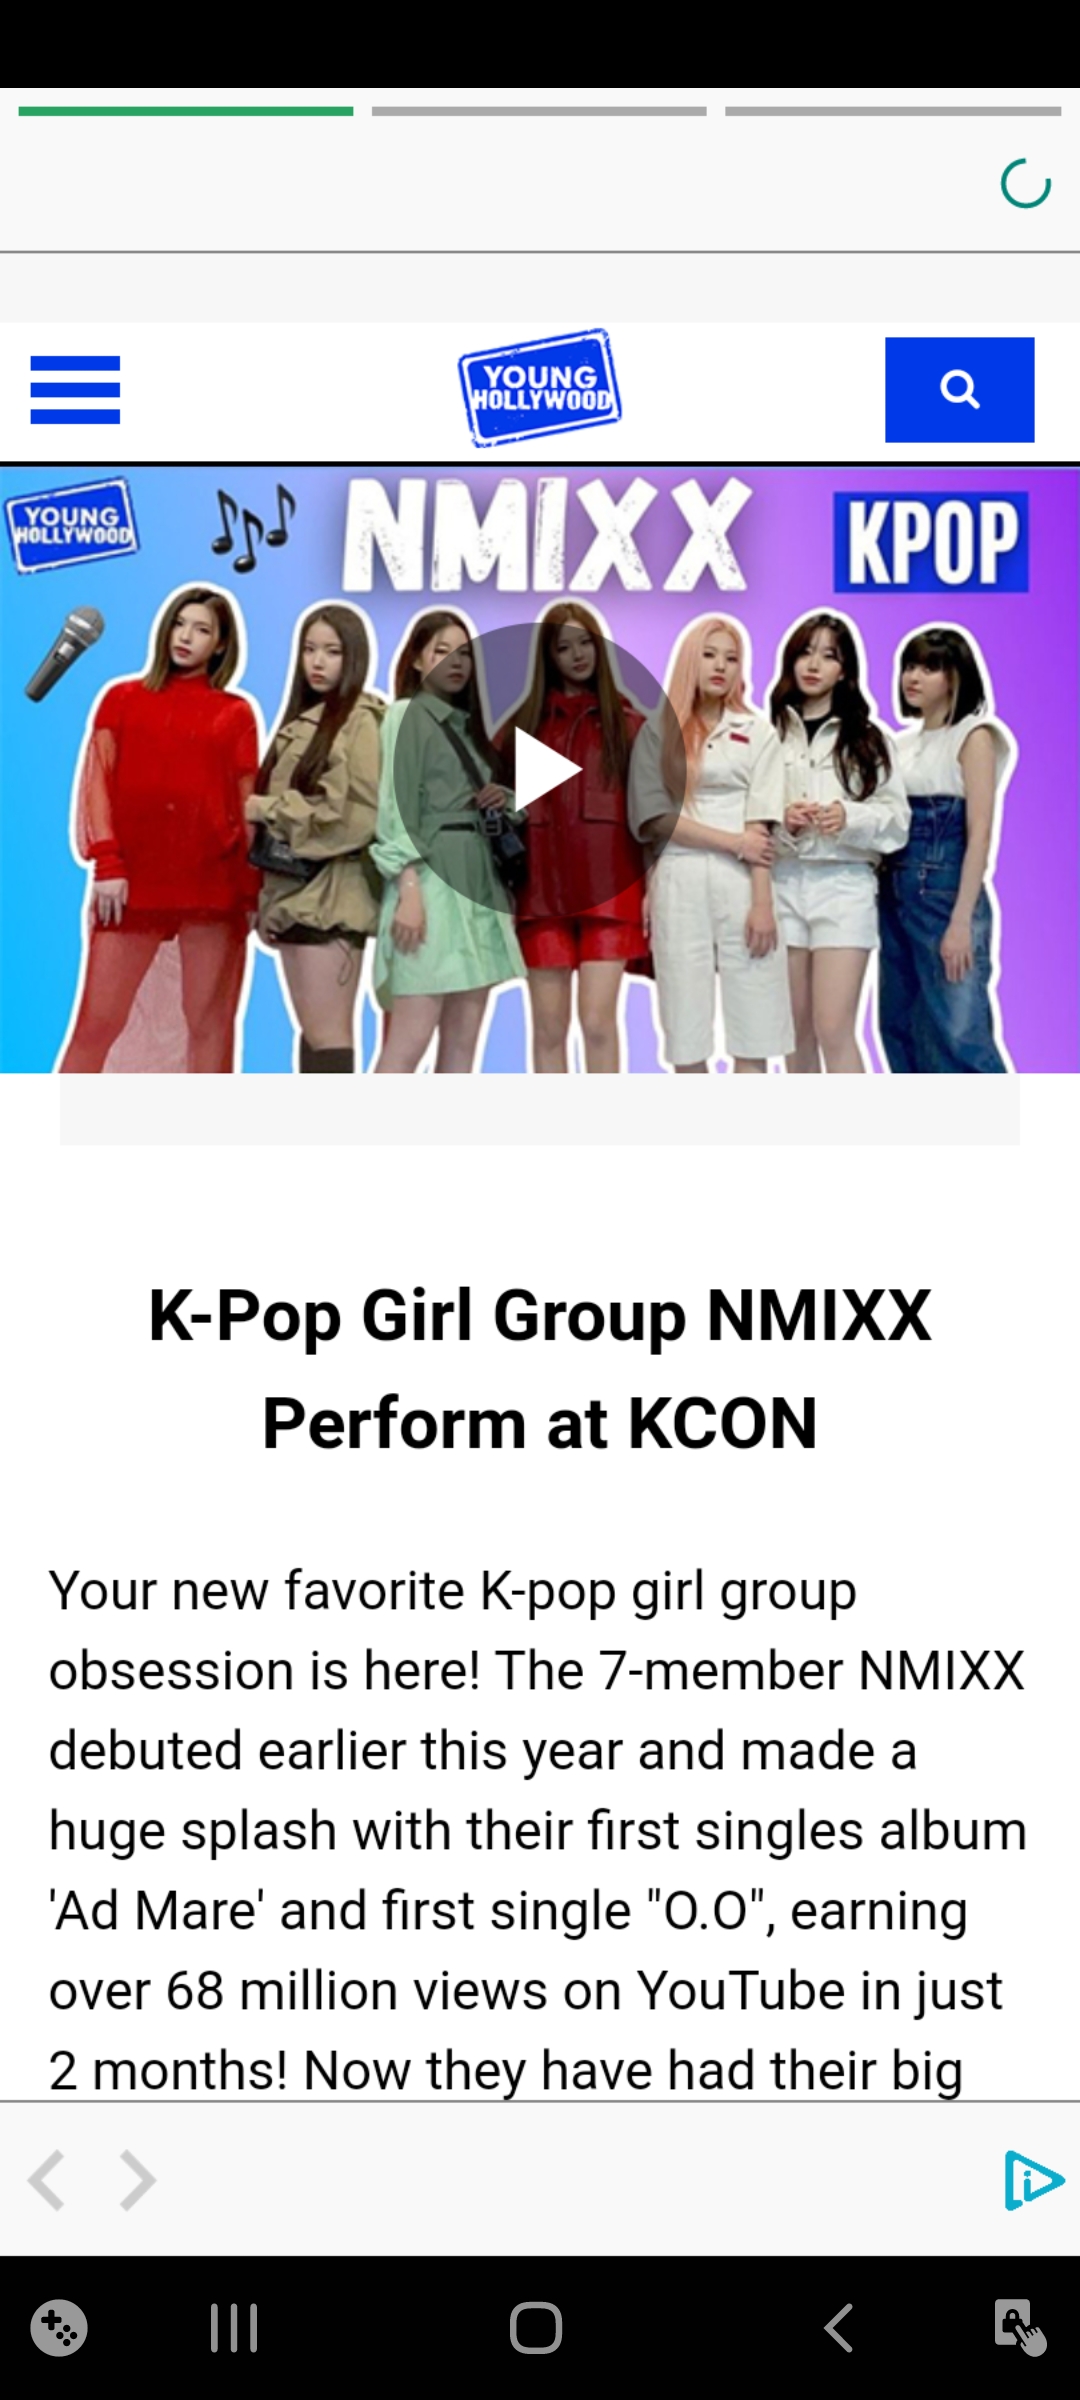 YOUNG
HOLLYWOOD
YOUNG
HOLLYWOOD
NMIXX
KPOP
K-Pop Girl Group NMIXX
Perform at KCON
Your new favorite K-pop girl group
obsession is here! The 7-member NMIXX
debuted earlier this year and made a
huge splash with their first singles album
'Ad Mare' and first single "O.O", earning
over 68 million views on YouTube in just
2 months! Now they have had their big